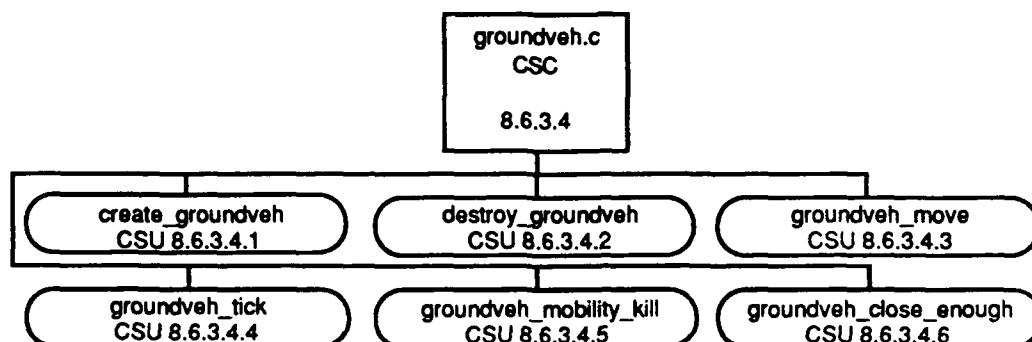 groundveh.c
CSC
8.6.3.4
create_groundveh
CSU 8.6.3.4.1
destroy_groundveh
CSU 8.6.3.4.2
groundveh_move
CSU 8.6.3.4.3
groundveh_tick
CSU 8.6.3.4.4
groundveh_mobility_kill
CSU 8.6.3.4.5
groundveh_close_enough
CSU 8.6.3.4.6